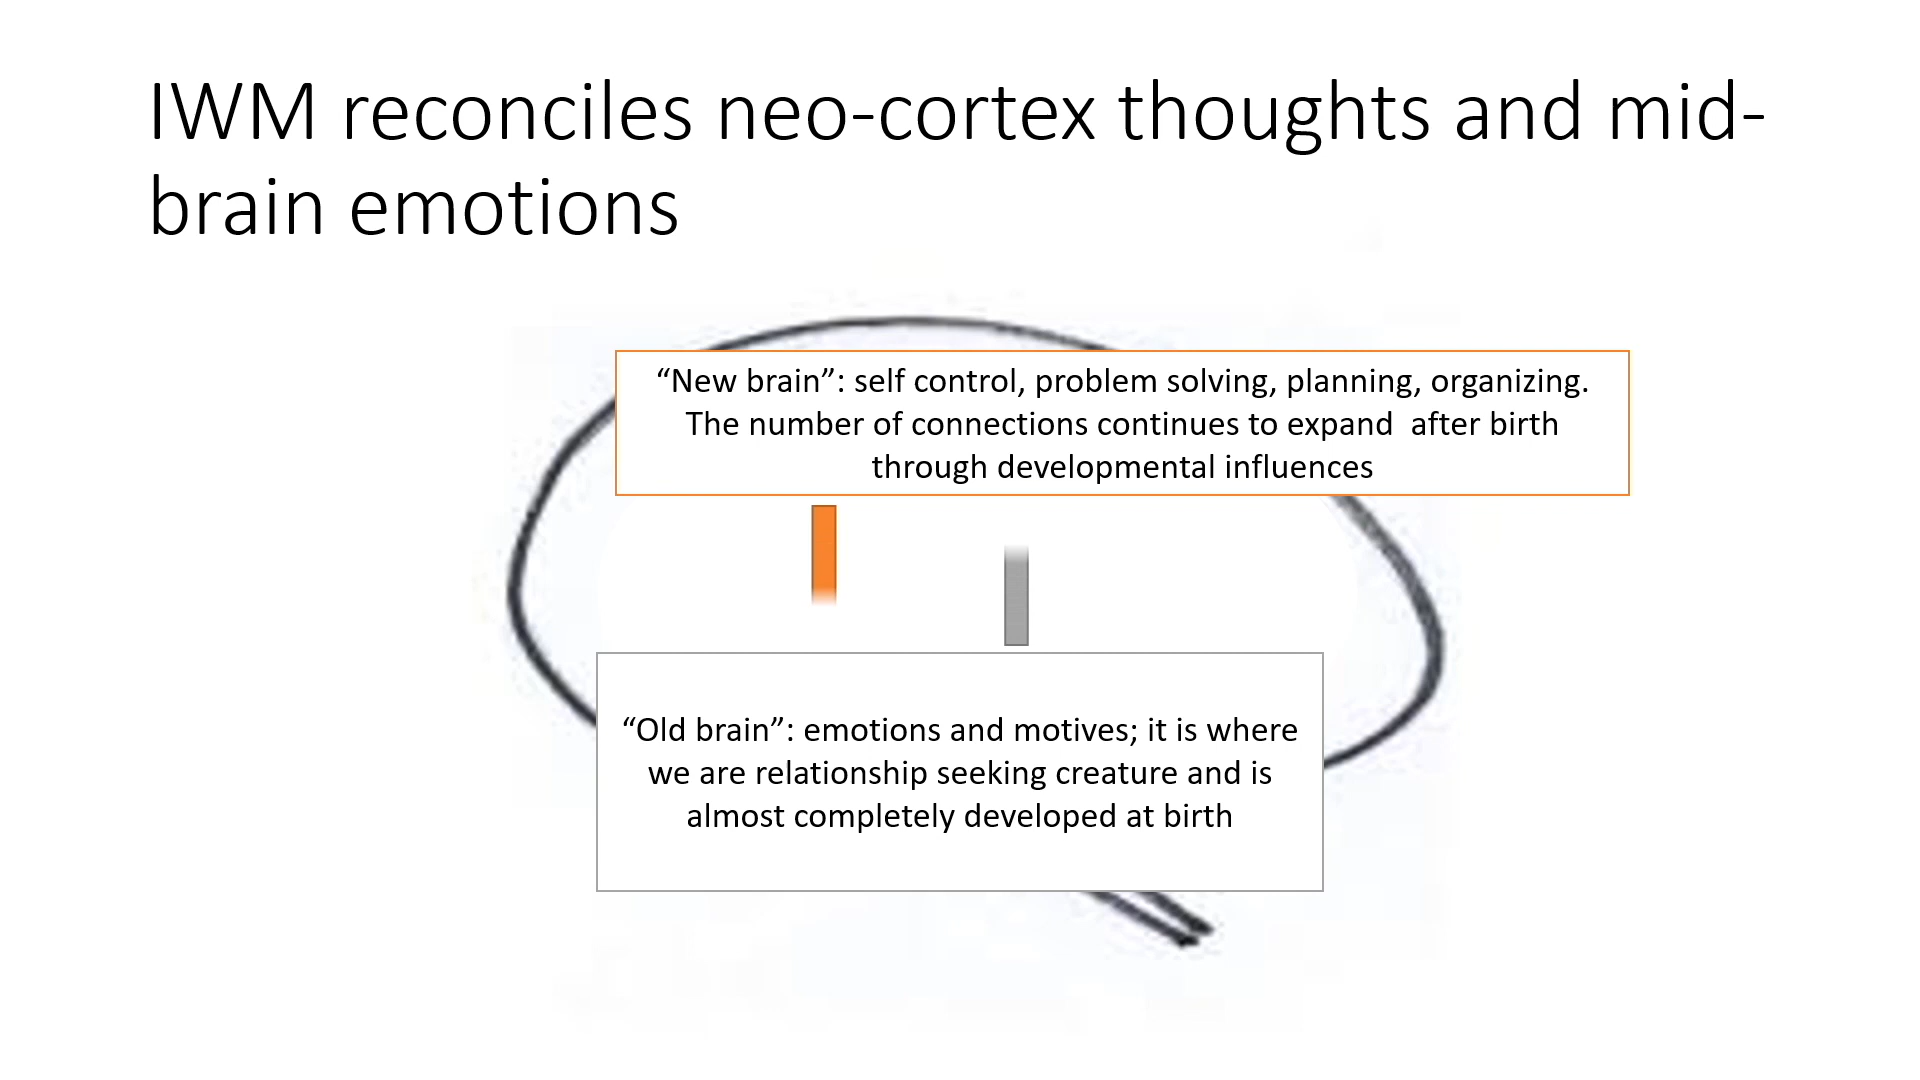 IWM reconciles neo-cortex thoughts and mid-
brain emotions
“New brain”: self control, problem solving, planning, organizing.
The number of connections continues to expand  after birth
through developmental influences
“Old brain”: emotions and motives; it is where
we are relationship seeking creature and is
almost completely developed at birth